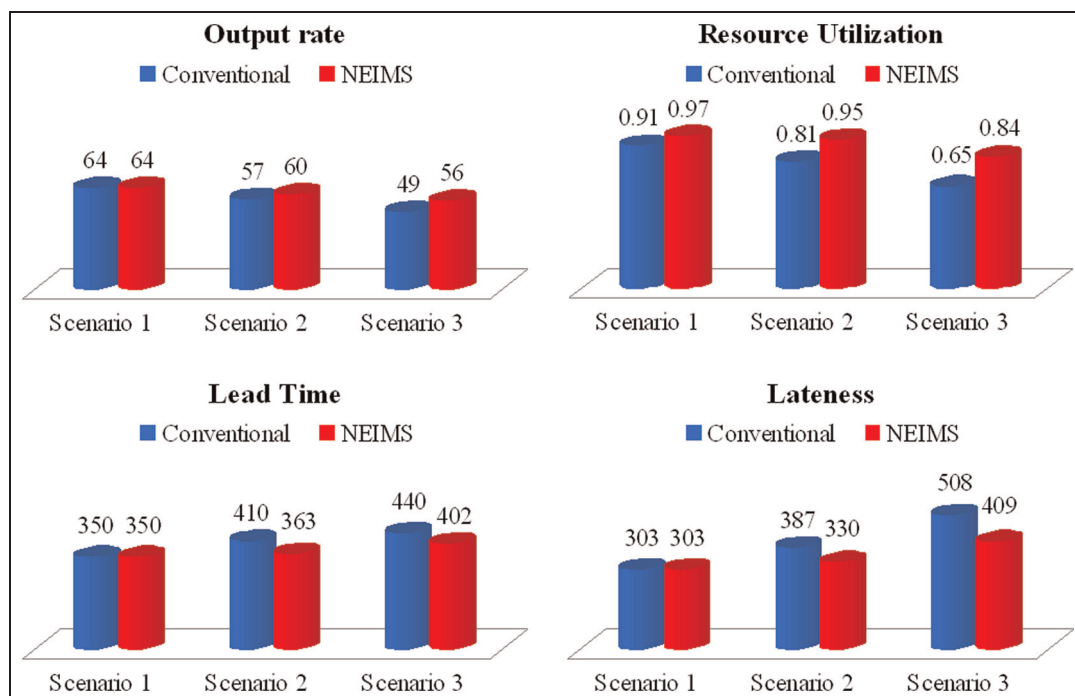 Output rate
Conventional NEIMS
64 64 57 60 49 56
Scenario 1 Scenario 2 Scenario 3
Resource Utilization
Conventional NEIMS
0.91 0.97 0.81 0.95 0.65 0.84
Scenario 1 Scenario 2 Scenario 3
Lead Time
Conventional NEIMS
350 350 410 363 440 402
Scenario 1 Scenario 2 Scenario 3
Lateness
Conventional NEIMS
303 303 387 330 508 409
Scenario 1 Scenario 2 Scenario 3